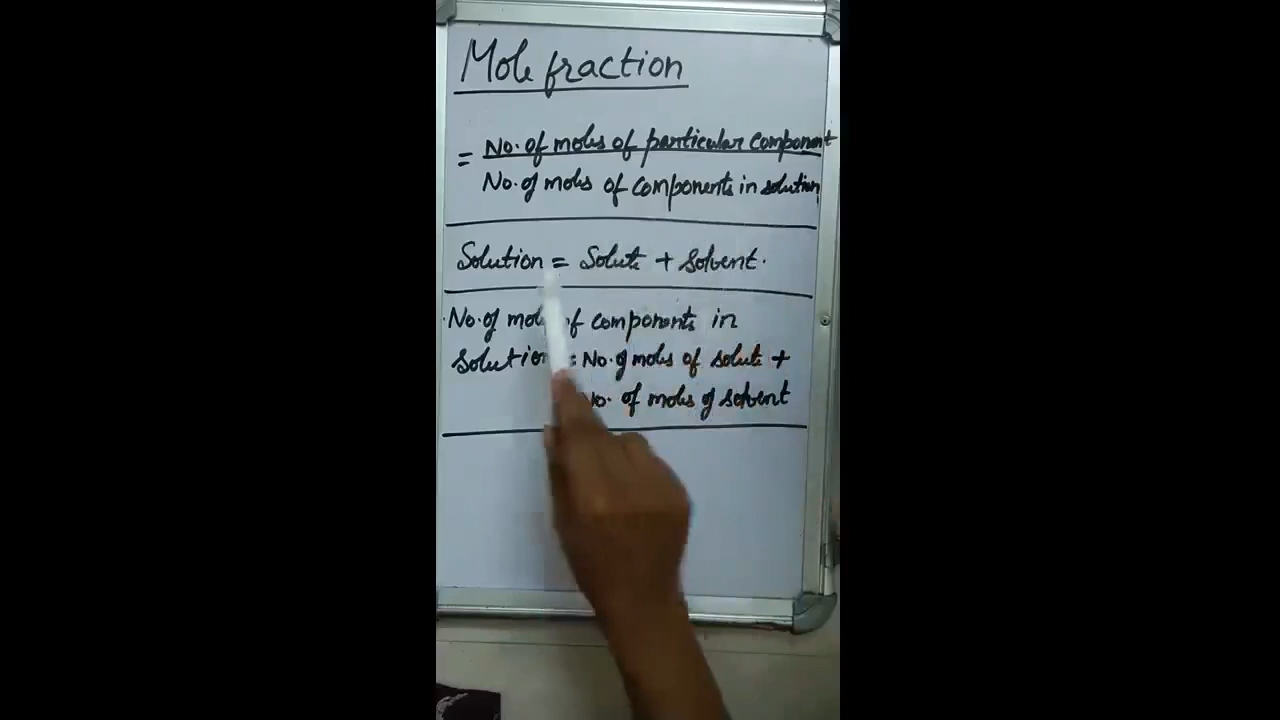 Mole fraction
= No. of moles of particular component
No. of moles of components in solution
Solution = Solute + Solvent.
No. of moles of components in
solution = No. of moles of solute +
No. of moles of solvent